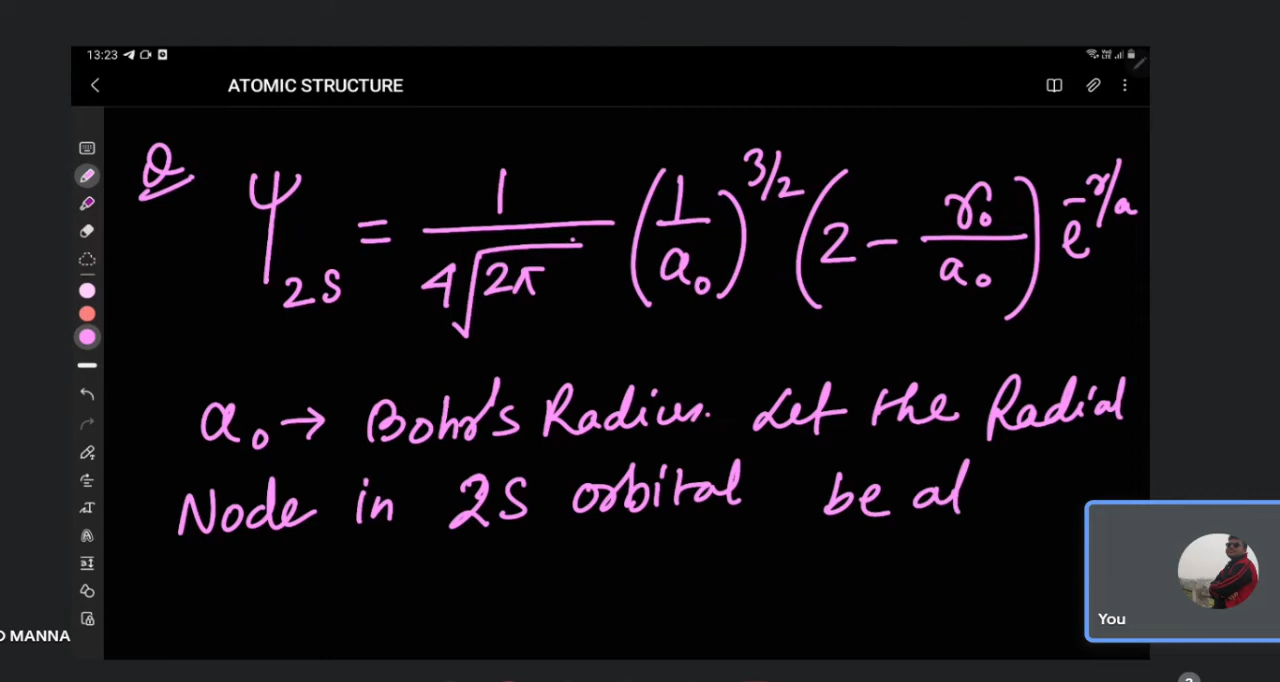 13:23
ATOMIC STRUCTURE
Q ψ₂ₛ = 1/(4√2π) (1/a₀)^3/2 (2 - r₀/a₀) e^-r/a
a₀ → Bohr's Radius. Let the Radial
Node in 2S orbital be at
You
O MANNA